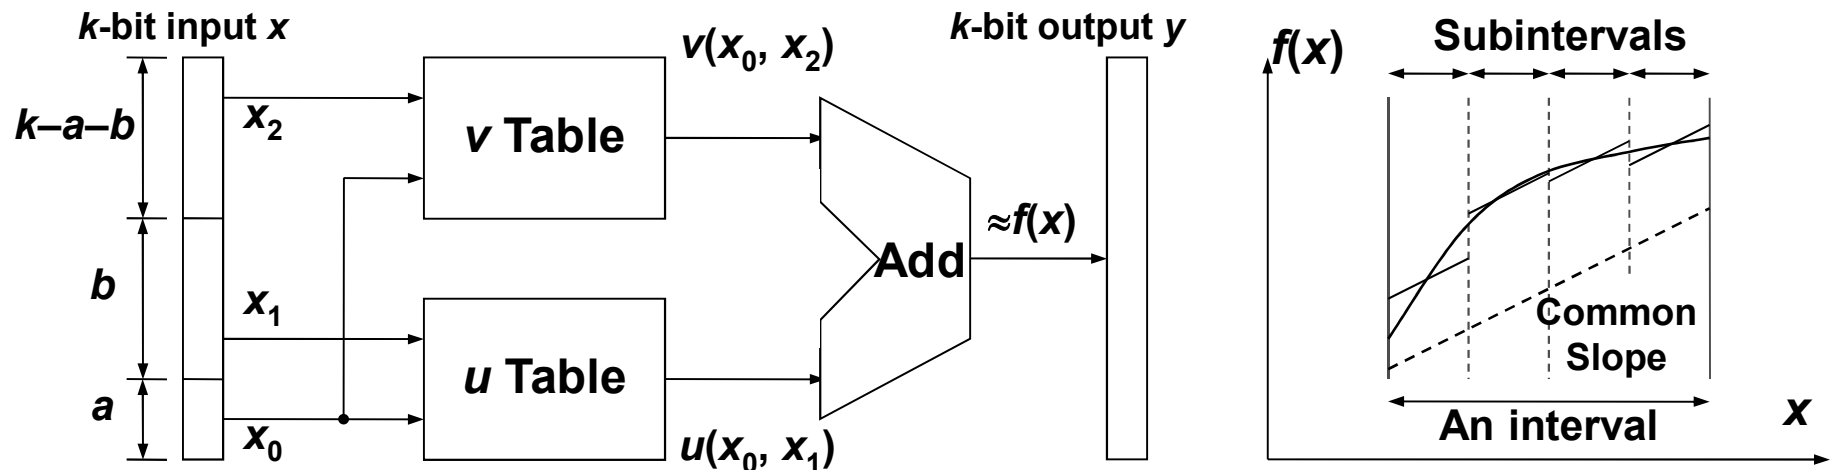 k-bit input x
k–a–b
b
a
x₂
x₁
x₀
v Table
u Table
v(x₀, x₂)
u(x₀, x₁)
Add
≈f(x)
k-bit output y
f(x)
Subintervals
Common
Slope
An interval
x